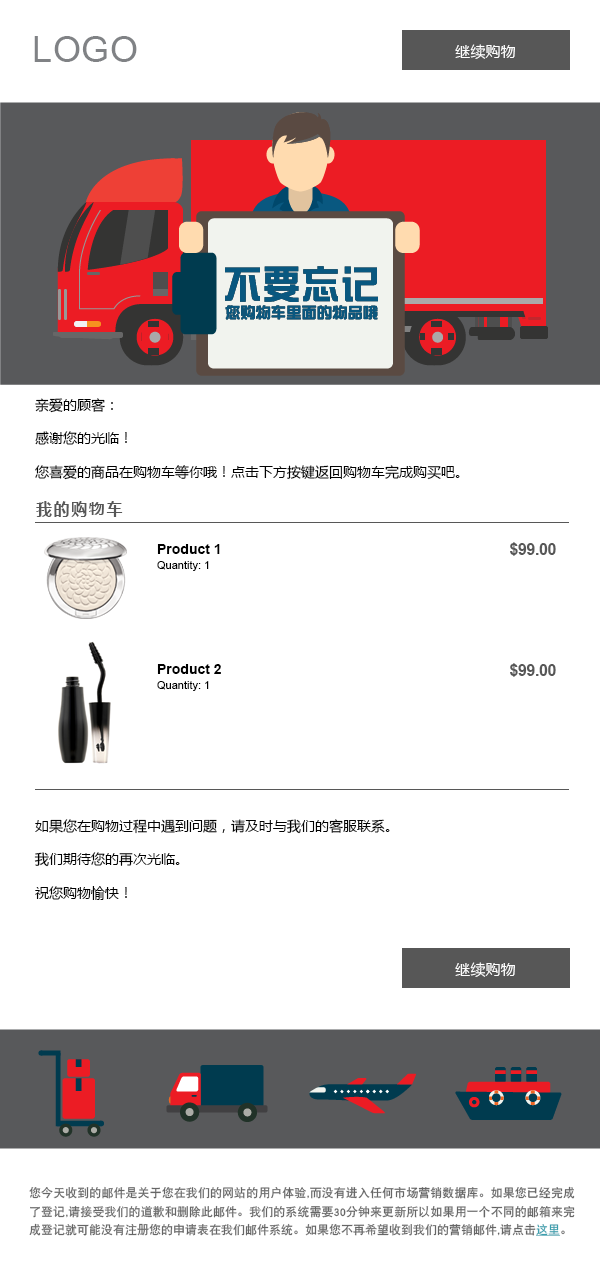 LOGO
继续购物
不要忘记
您购物车里面的物品哦
亲爱的顾客：
感谢您的光临！
您喜爱的商品在购物车等你哦！点击下方按键返回购物车完成购买吧。
我的购物车
Product 1
$99.00
Quantity: 1
Product 2
$99.00
Quantity: 1
如果您在购物过程中遇到问题，请及时与我们的客服联系。
我们期待您的再次光临。
祝您购物愉快！
继续购物
您今天收到的邮件是关于您在我们的网站的用户体验,而没有进入任何市场营销数据库。如果您已经完成
了登记,请接受我们的道歉和删除此邮件。我们的系统需要30分钟来更新所以如果用一个不同的邮箱来完
成登记就可能没有注册您的申请表在我们邮件系统。如果您不再希望收到我们的营销邮件,请点击这里。